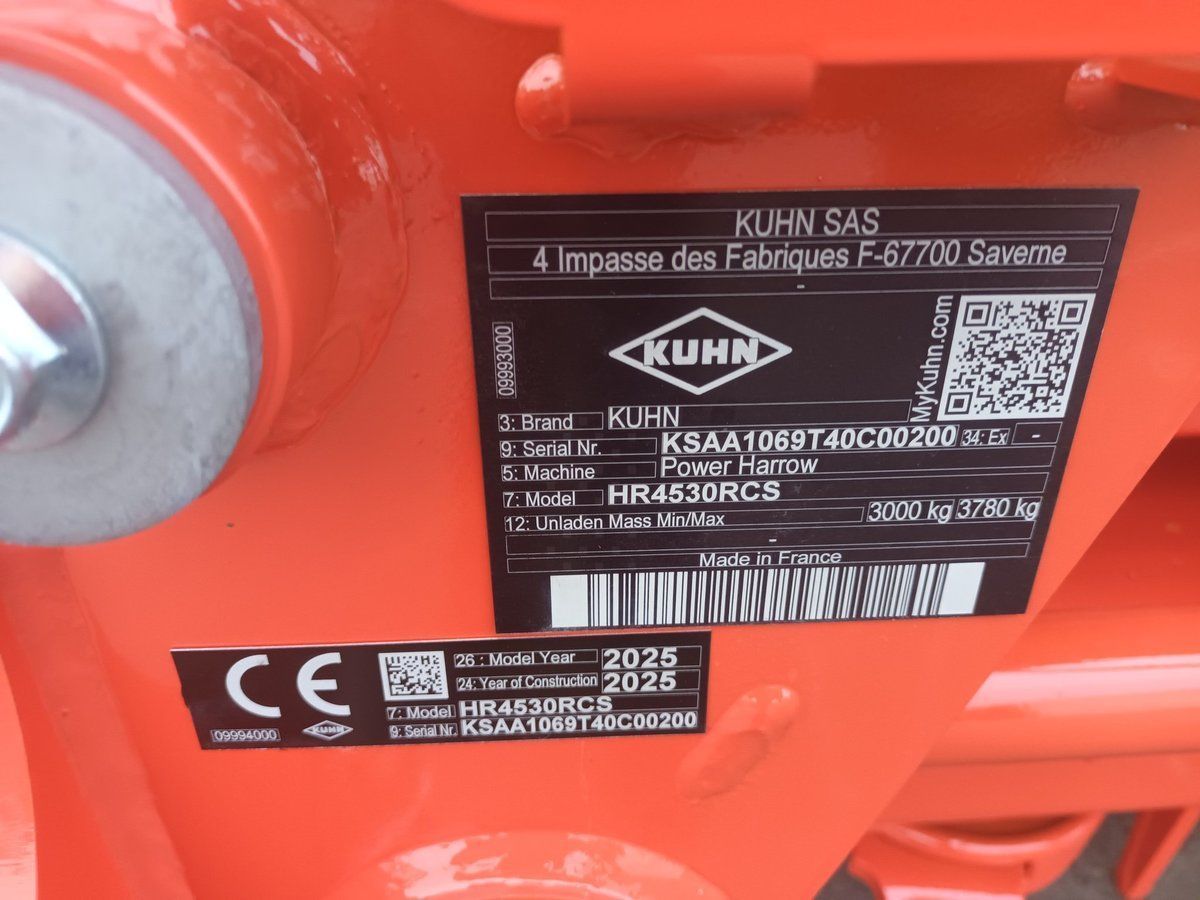 KUHN SAS
4 Impasse des Fabriques F-67700 Saverne
-
09993000
KUHN
MyKuhn.com
3: Brand KUHN
9: Serial Nr. KSAA1069T40C00200 34: Ex -
5: Machine Power Harrow
7: Model HR4530RCS
12: Unladen Mass Min/Max 3000 kg 3780 kg
-
Made in France
CE
26 : Model Year 2025
24: Year of Construction 2025
7: Model HR4530RCS
9: Serial Nr. KSAA1069T40C00200
09994000
KUHN